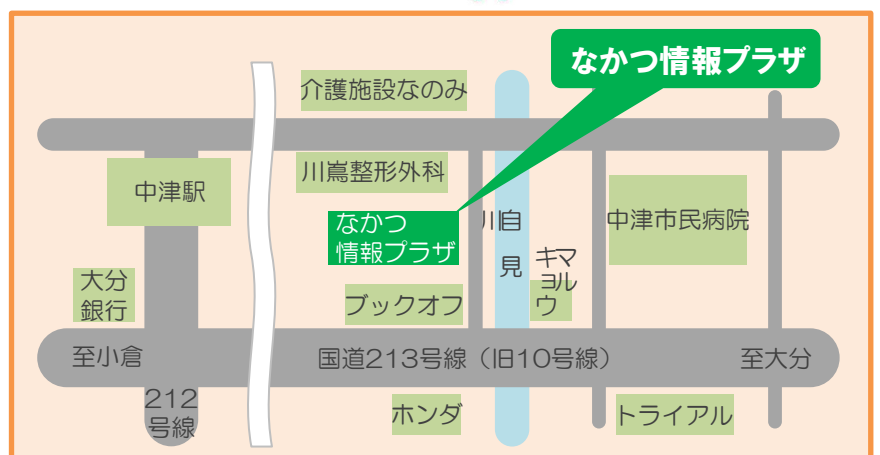 なかつ情報プラザ
介護施設なのみ
川嶌整形外科
中津駅
なかつ
情報プラザ
自見川
中津市民病院
マルキョウ
大分
銀行
ブックオフ
至小倉
国道213号線（旧10号線）
至大分
212
号線
ホンダ
トライアル